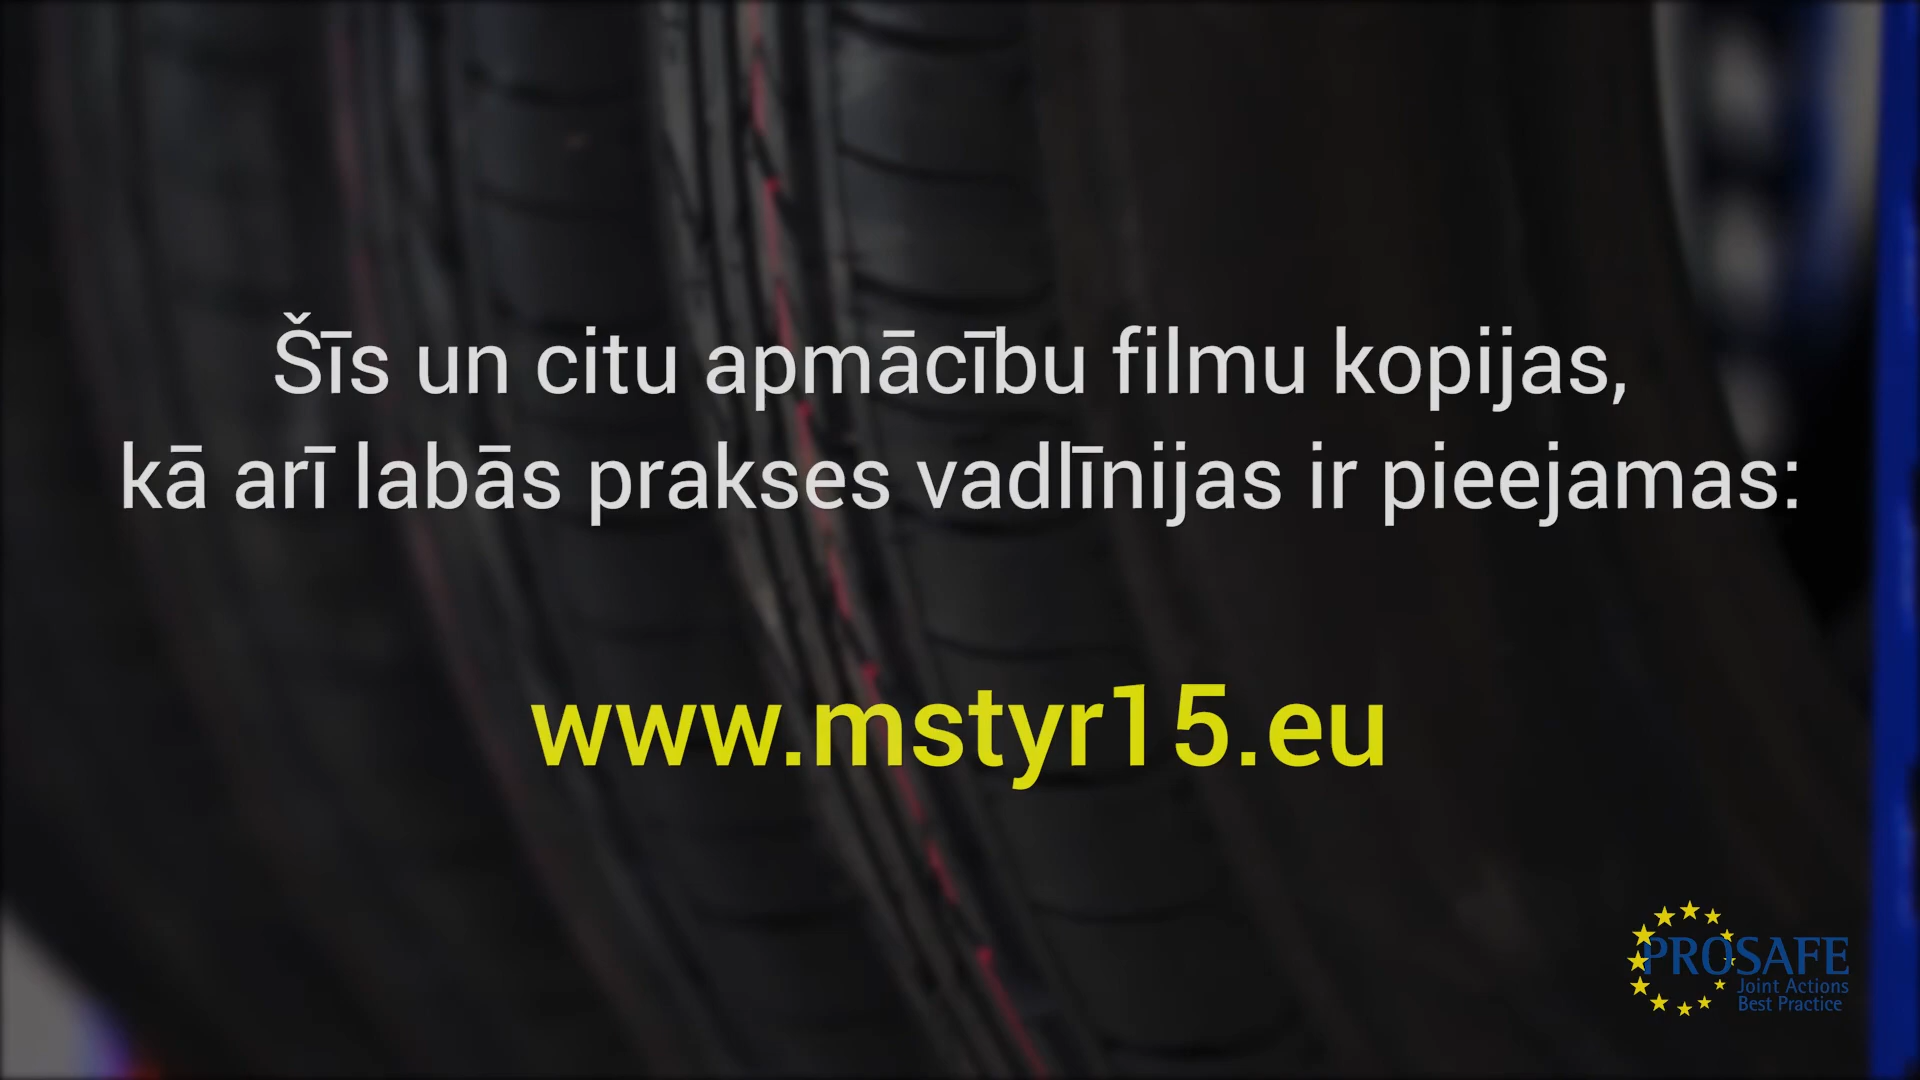 Šīs un citu apmācību filmu kopijas,
kā arī labās prakses vadlīnijas ir pieejamas:
www.mstyr15.eu
PROSAFE
Joint Actions
Best Practice